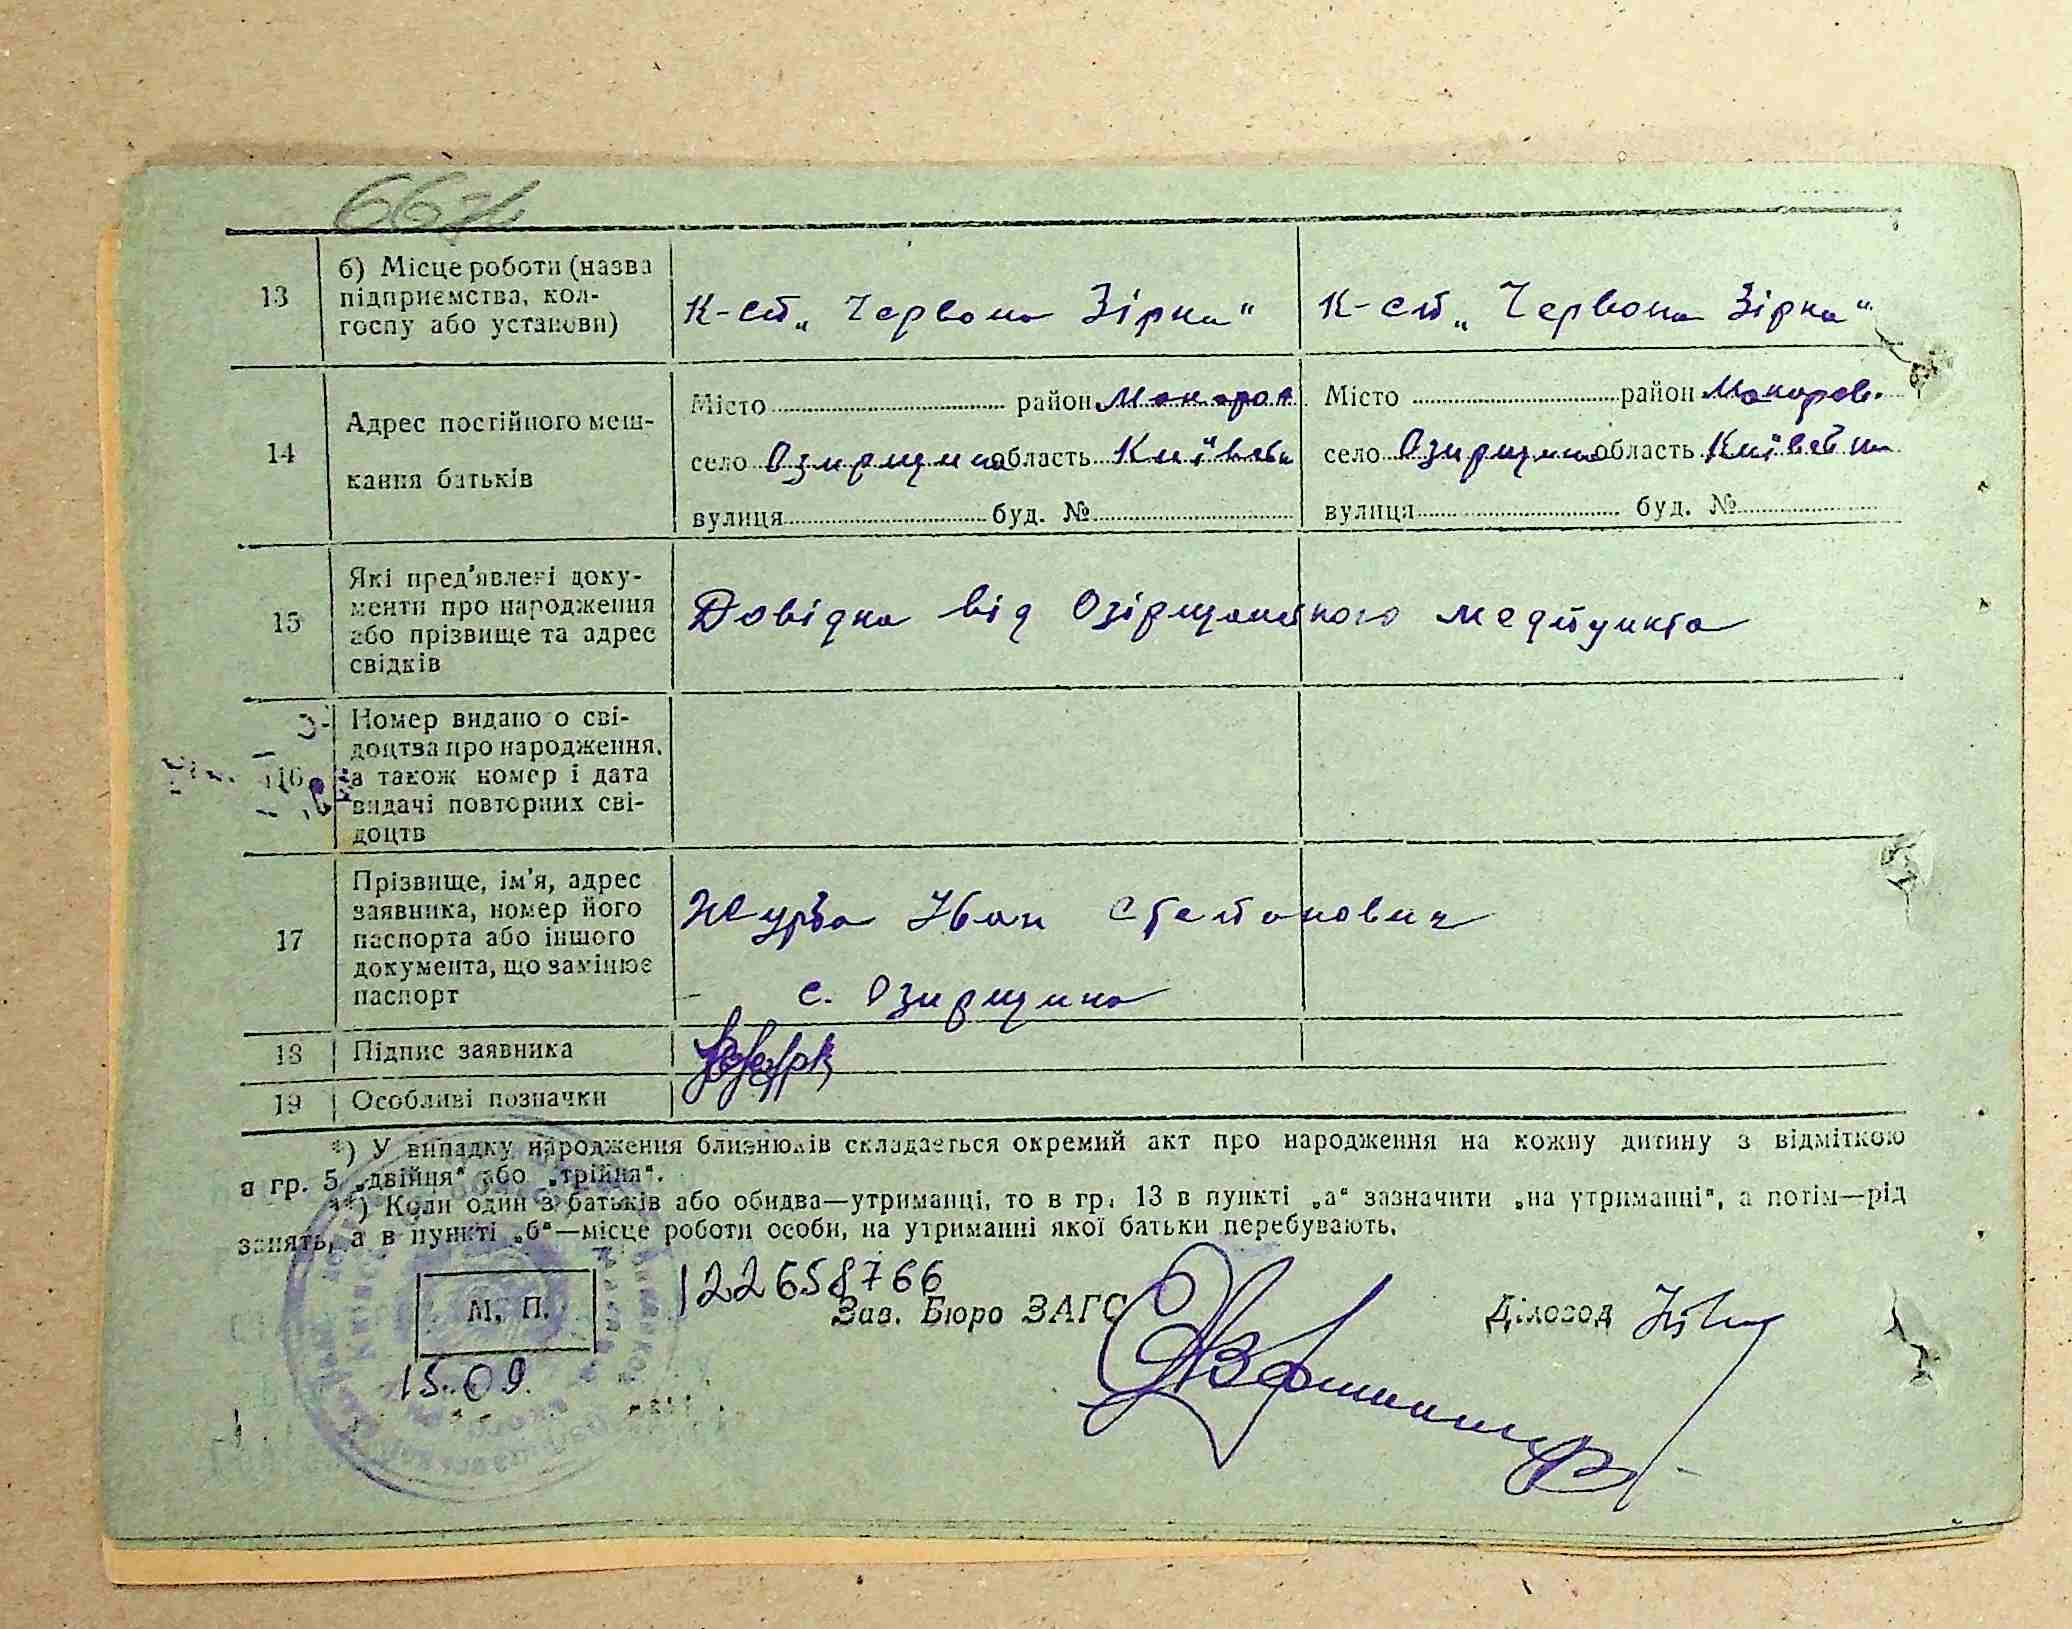 667
13
б) Місце роботи (назва
підприємства, кол-
госпу або установи)
К-сп „Червона Зірка“
К-сп „Червона Зірка“
14
Адрес постійного меш-
кання батьків
Місто район Макаров
село Озирщина область Київськ
вулиця буд. №
Місто район Макаров.
село Озирщина область Київськ
вулиця буд. №
15
Які пред'явлені доку-
менти про народження
або прізвище та адрес
свідків
Довідка від Озірщанського медпункта
16
Номер видано о сві-
доцтва про народження,
а також номер і дата
видачі повторних сві-
доцтв
17
Прізвище, ім'я, адрес
заявника, номер його
паспорта або іншого
документа, що замінює
паспорт
Журба Іван Степанович
с. Озирщина
18
Підпис заявника
19
Особливі позначки
*) У випадку народження близнюків складається окремий акт про народження на кожну дитину з відміткою
в гр. 5 „двійня“ або „трійня“.
**) Коли один з батьків або обидва—утриманці, то в гр. 13 в пункті „а“ зазначити „на утриманні“, а потім—рід
занять, а в пункті „б“—місце роботи особи, на утриманні якої батьки перебувають.
122658766
М. П.
Зав. Бюро ЗАГС
Діловод
15.09.